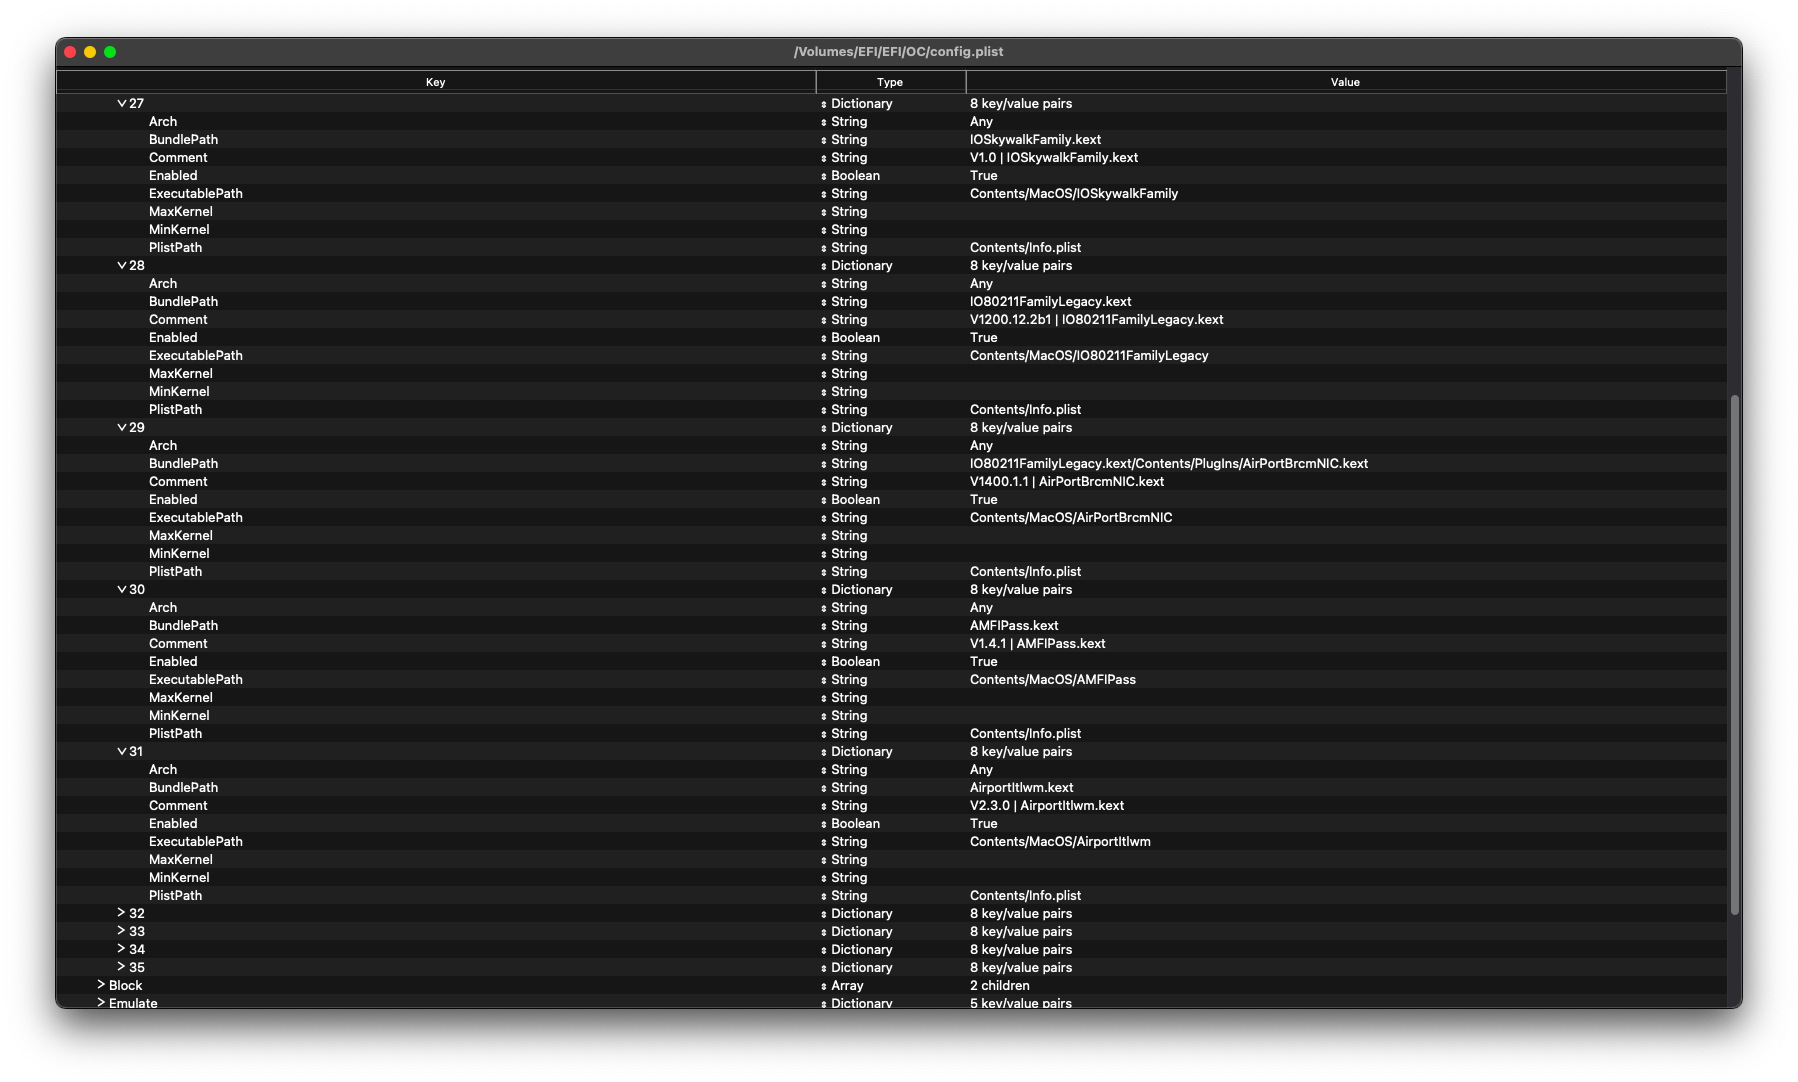 /Volumes/EFI/EFI/OC/config.plist
Key Type Value
27 Dictionary 8 key/value pairs
Arch String Any
BundlePath String IOSkywalkFamily.kext
Comment String V1.0 | IOSkywalkFamily.kext
Enabled Boolean True
ExecutablePath String Contents/MacOS/IOSkywalkFamily
MaxKernel String
MinKernel String
PlistPath String Contents/Info.plist
28 Dictionary 8 key/value pairs
Arch String Any
BundlePath String IO80211FamilyLegacy.kext
Comment String V1200.12.2b1 | IO80211FamilyLegacy.kext
Enabled Boolean True
ExecutablePath String Contents/MacOS/IO80211FamilyLegacy
MaxKernel String
MinKernel String
PlistPath String Contents/Info.plist
29 Dictionary 8 key/value pairs
Arch String Any
BundlePath String IO80211FamilyLegacy.kext/Contents/PlugIns/AirPortBrcmNIC.kext
Comment String V1400.1.1 | AirPortBrcmNIC.kext
Enabled Boolean True
ExecutablePath String Contents/MacOS/AirPortBrcmNIC
MaxKernel String
MinKernel String
PlistPath String Contents/Info.plist
30 Dictionary 8 key/value pairs
Arch String Any
BundlePath String AMFIPass.kext
Comment String V1.4.1 | AMFIPass.kext
Enabled Boolean True
ExecutablePath String Contents/MacOS/AMFIPass
MaxKernel String
MinKernel String
PlistPath String Contents/Info.plist
31 Dictionary 8 key/value pairs
Arch String Any
BundlePath String AirportItlwm.kext
Comment String V2.3.0 | AirportItlwm.kext
Enabled Boolean True
ExecutablePath String Contents/MacOS/AirportItlwm
MaxKernel String
MinKernel String
PlistPath String Contents/Info.plist
32 Dictionary 8 key/value pairs
33 Dictionary 8 key/value pairs
34 Dictionary 8 key/value pairs
35 Dictionary 8 key/value pairs
Block Array 2 children
Emulate Dictionary 5 key/value pairs